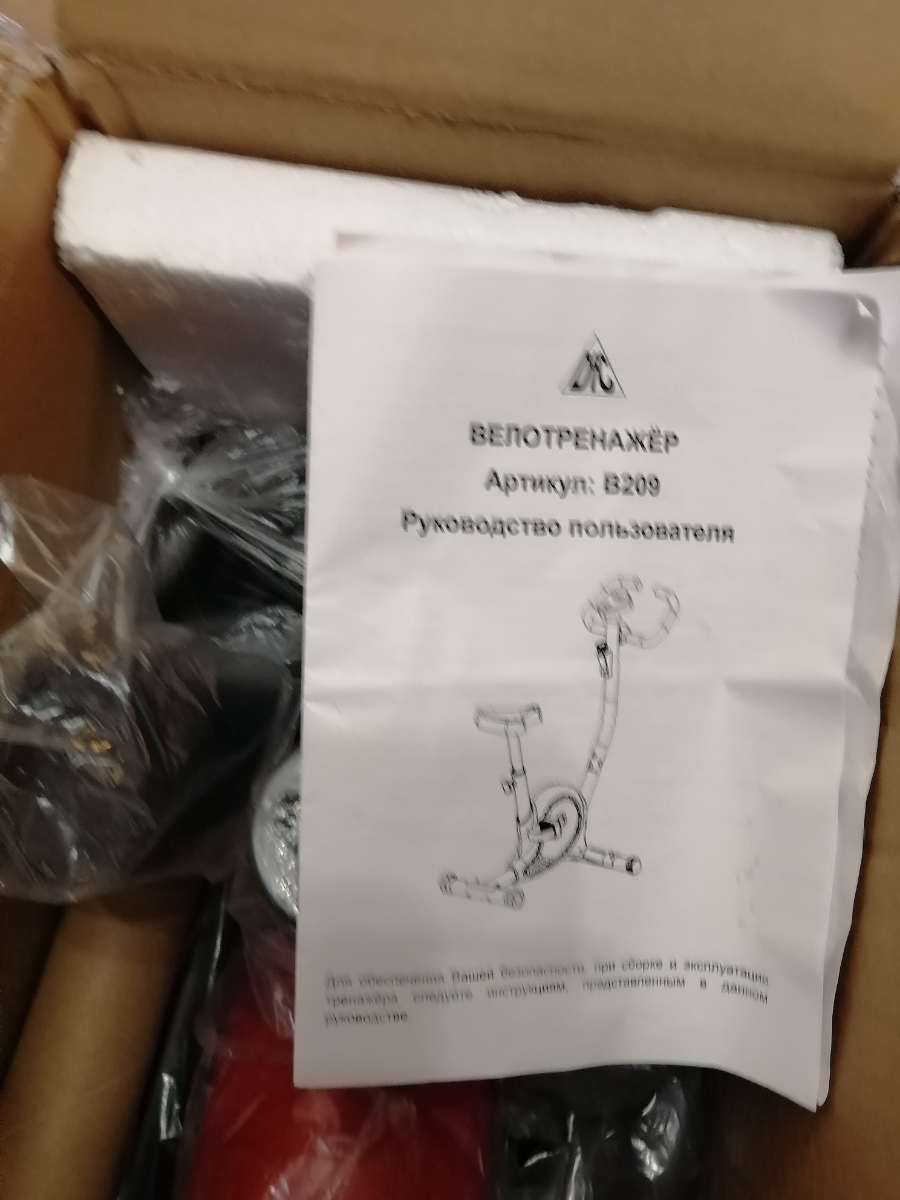 ВЕЛОТРЕНАЖЁР
Артикул: B209
Руководство пользователя
Для обеспечения Вашей безопасности, при сборке и эксплуатации
тренажёра следуйте инструкциям, представленным в данном
руководстве.